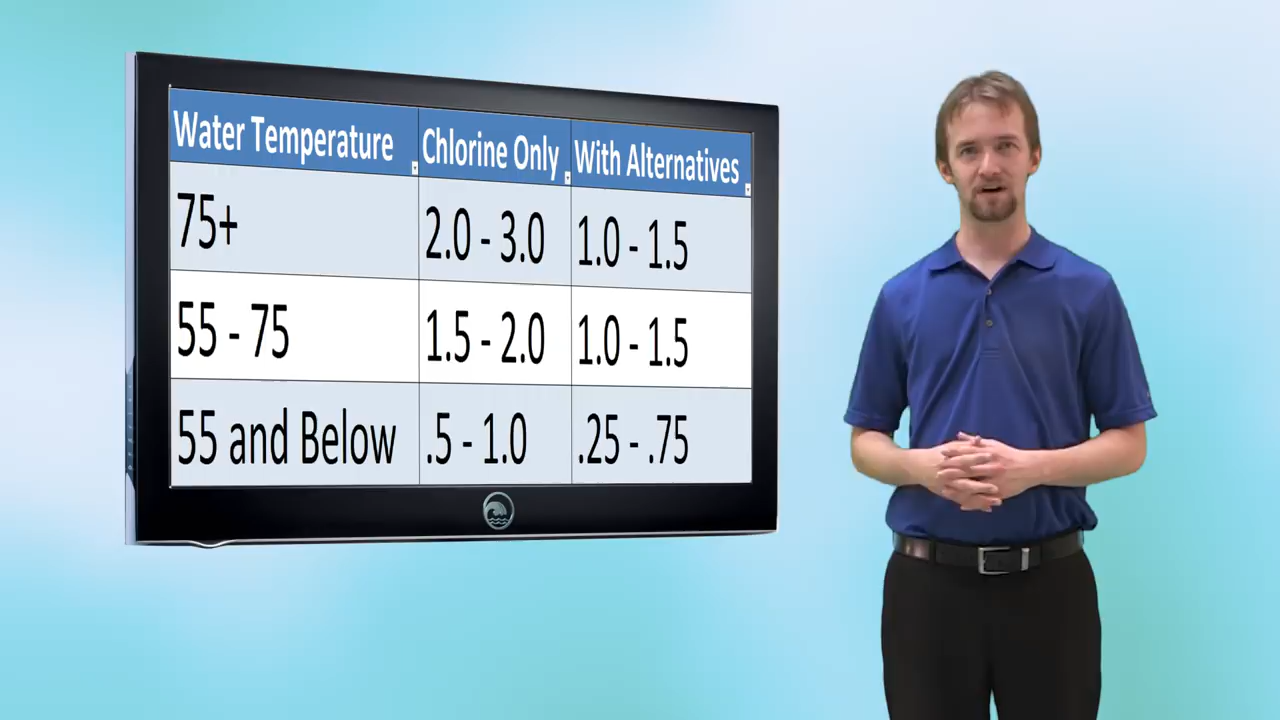 Water Temperature Chlorine Only With Alternatives
75+ 2.0 - 3.0 1.0 - 1.5
55 - 75 1.5 - 2.0 1.0 - 1.5
55 and Below .5 - 1.0 .25 - .75